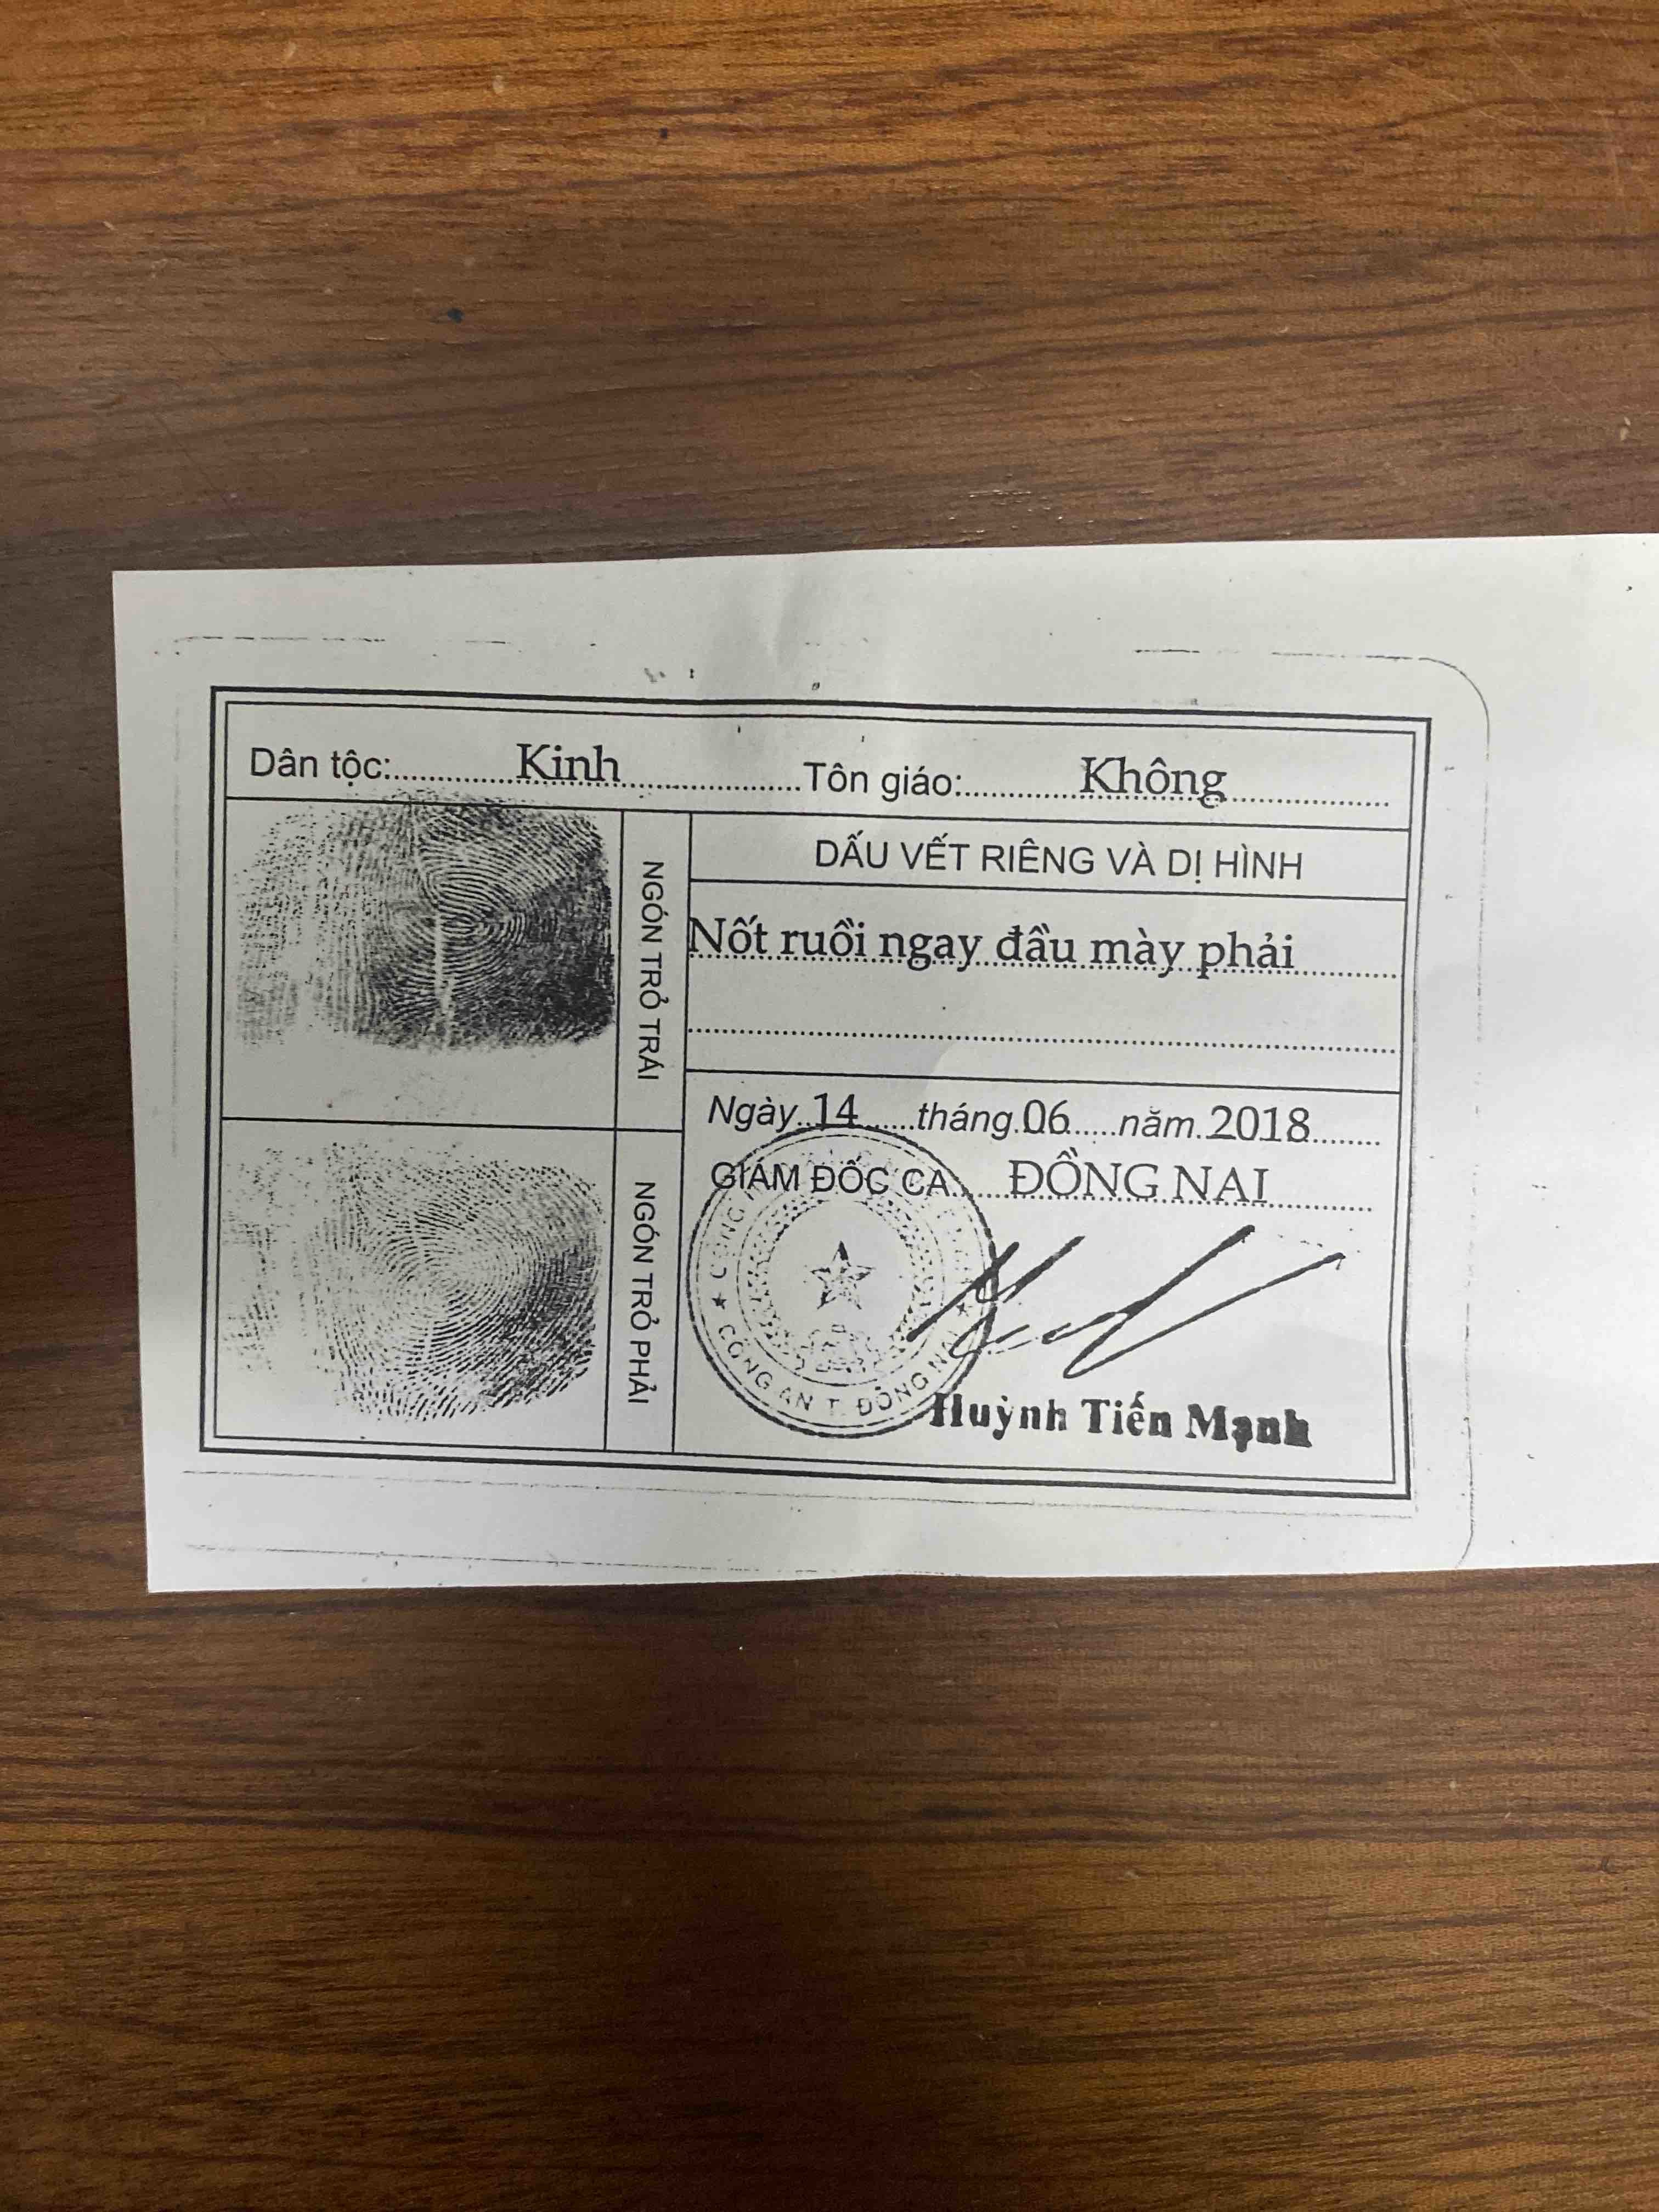 Dân tộc:..............Kinh......................Tôn giáo:.............Không...................
NGÓN TRỎ TRÁI
DẤU VẾT RIÊNG VÀ DỊ HÌNH
Nốt ruồi ngay đầu mày phải
Ngày..14......tháng.06.....năm.2018........
GIÁM ĐỐC CA.....ĐỒNG NAI............
NGÓN TRỎ PHẢI
CÔNG AN T. ĐỒNG NAI
Huỳnh Tiến Mạnh